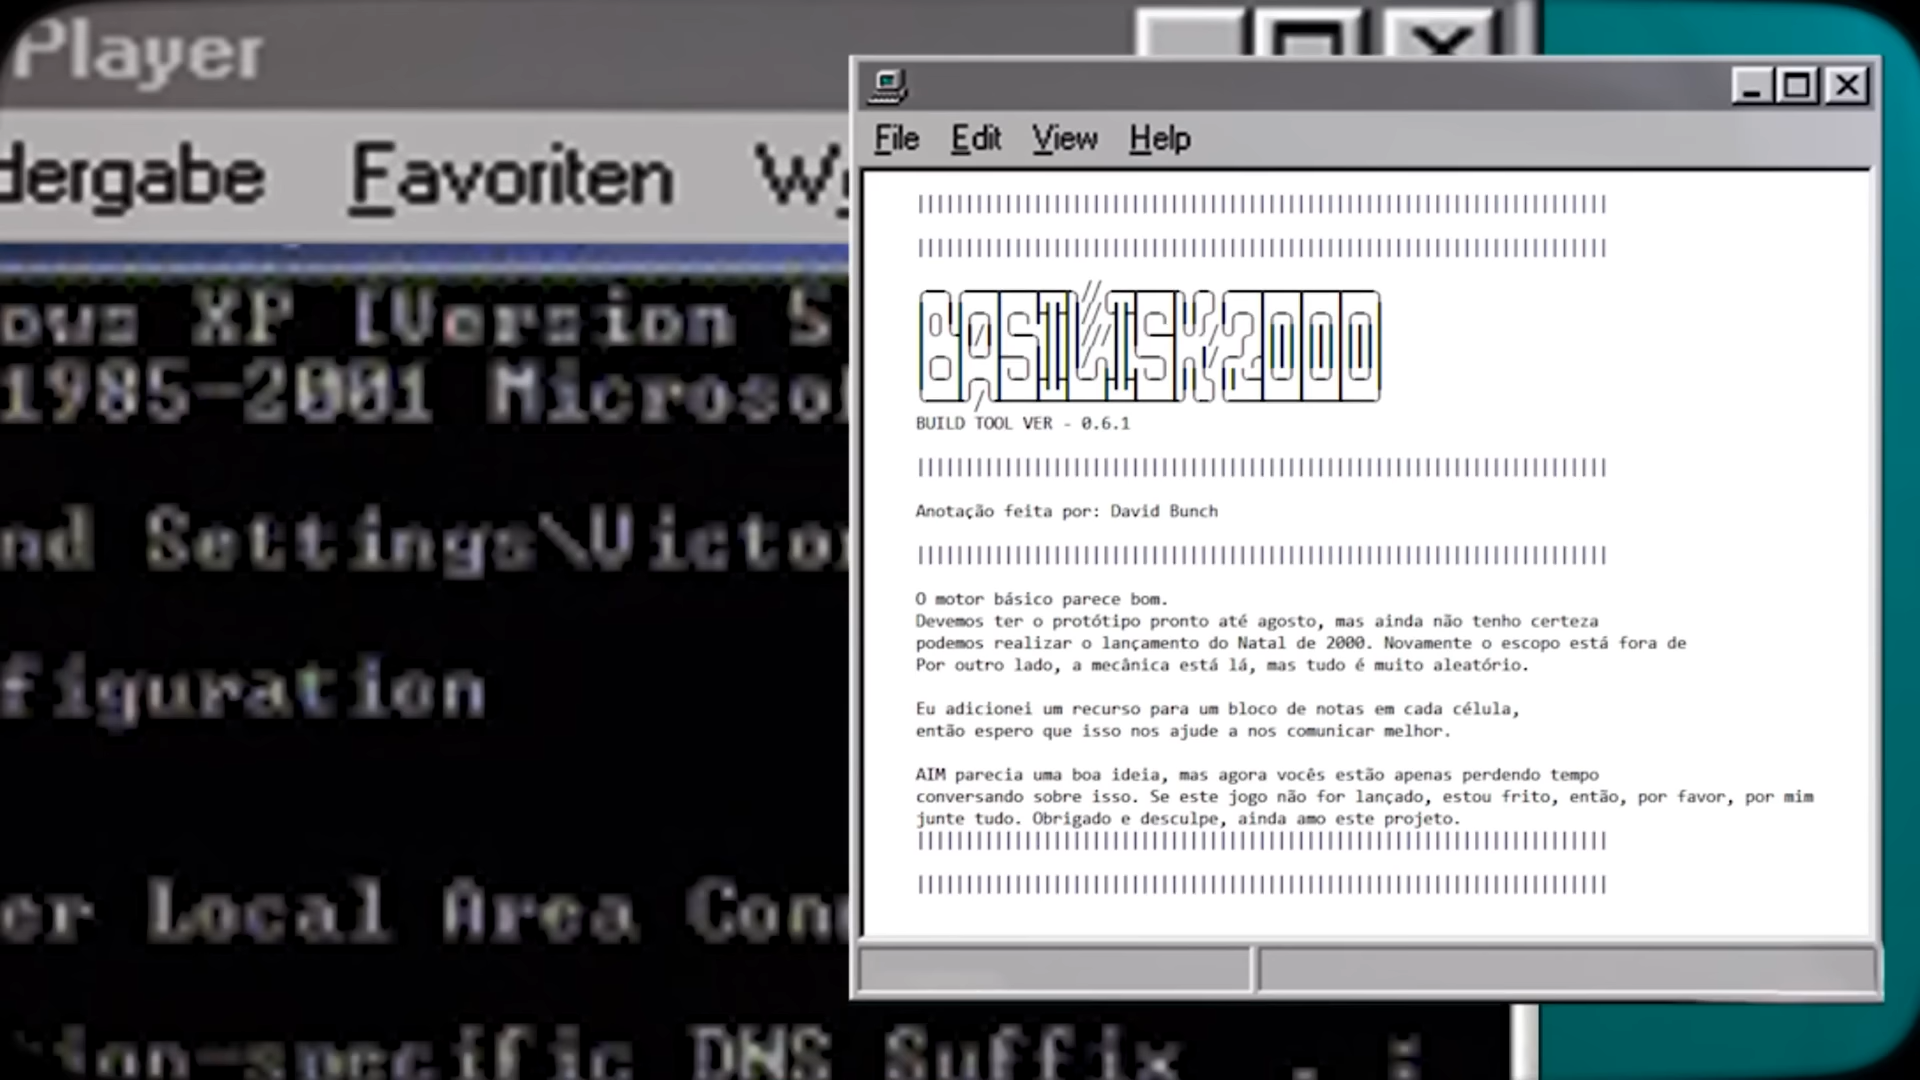 Player
dergabe Favoriten
ows XP [Version 5
1985-2001 Microsof
nd Settings\Victor
figuration
er Local Area Conn
ion-specific DNS Suffix . :
File Edit View Help
BASILISK2000
BUILD TOOL VER - 0.6.1
Anotação feita por: David Bunch
O motor básico parece bom.
Devemos ter o protótipo pronto até agosto, mas ainda não tenho certeza
podemos realizar o lançamento do Natal de 2000. Novamente o escopo está fora de
Por outro lado, a mecânica está lá, mas tudo é muito aleatório.
Eu adicionei um recurso para um bloco de notas em cada célula,
então espero que isso nos ajude a nos comunicar melhor.
AIM parecia uma boa ideia, mas agora vocês estão apenas perdendo tempo
conversando sobre isso. Se este jogo não for lançado, estou frito, então, por favor, por mim
junte tudo. Obrigado e desculpe, ainda amo este projeto.